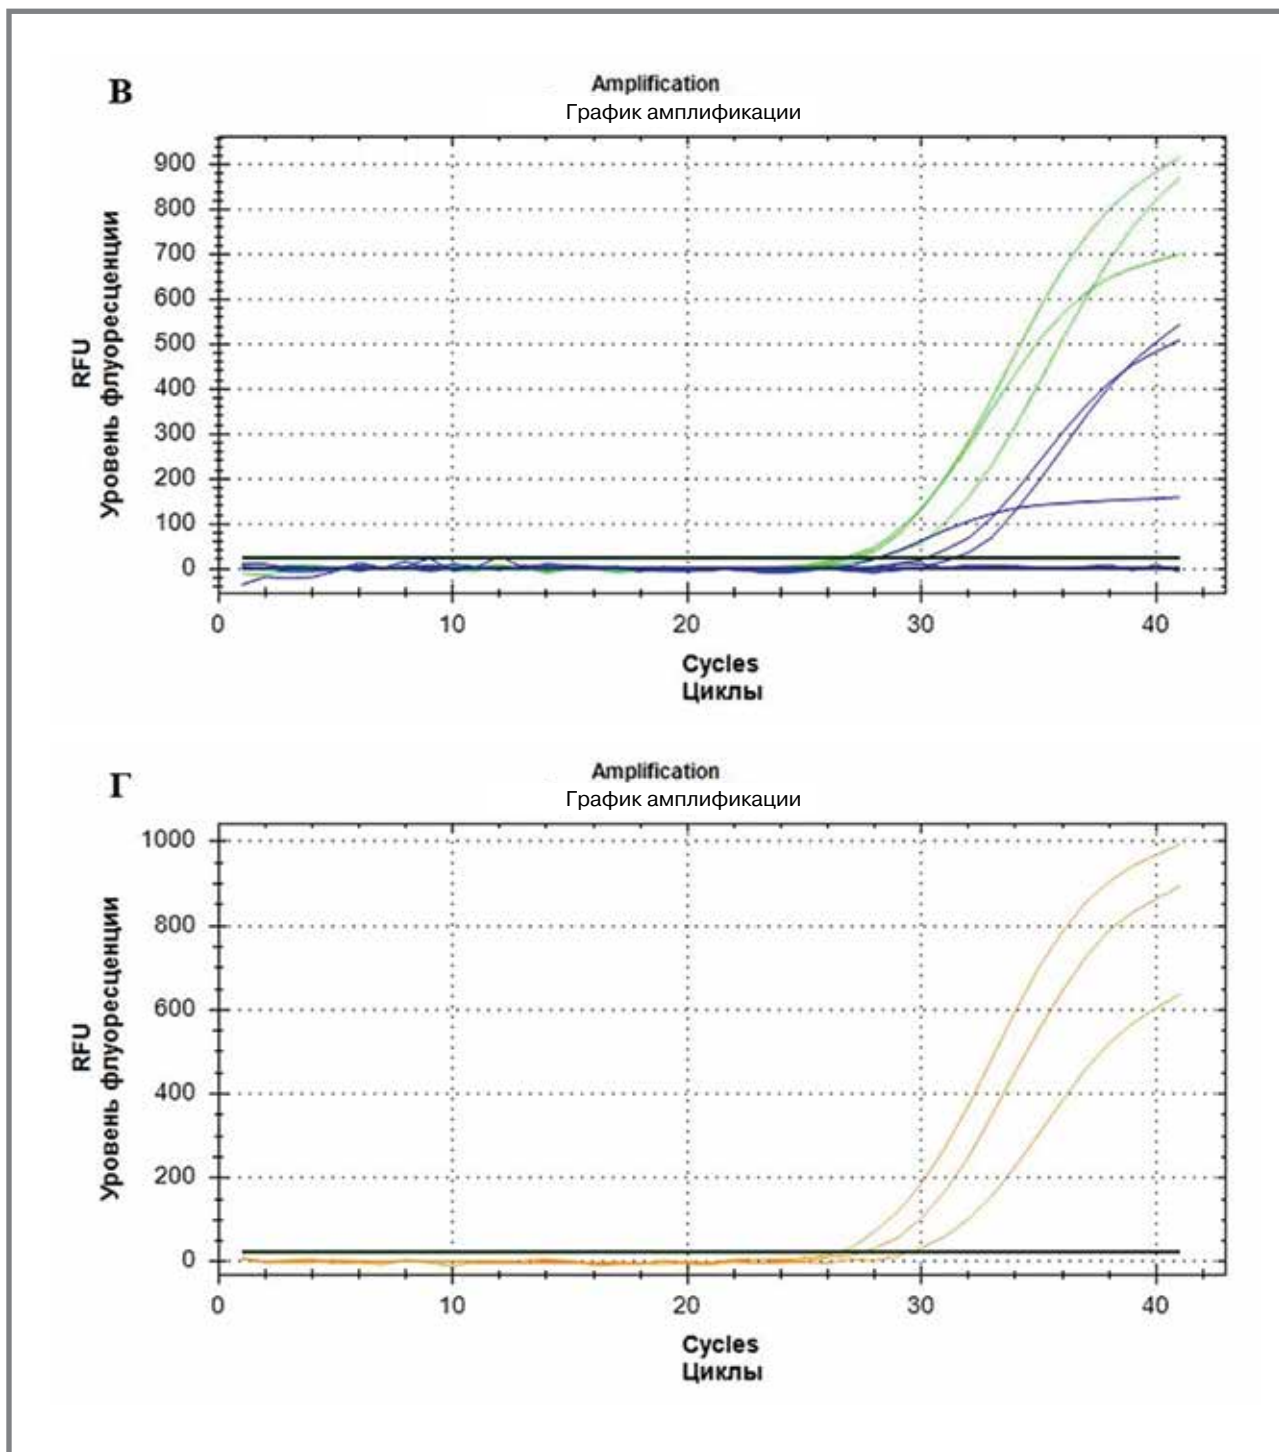 В
Amplification
График амплификации
900
800
700
600
500
400
300
200
100
0
RFU
Уровень флуоресценции
0 10 20 30 40
Cycles
Циклы
Г
Amplification
График амплификации
1000
800
600
400
200
0
RFU
Уровень флуоресценции
0 10 20 30 40
Cycles
Циклы